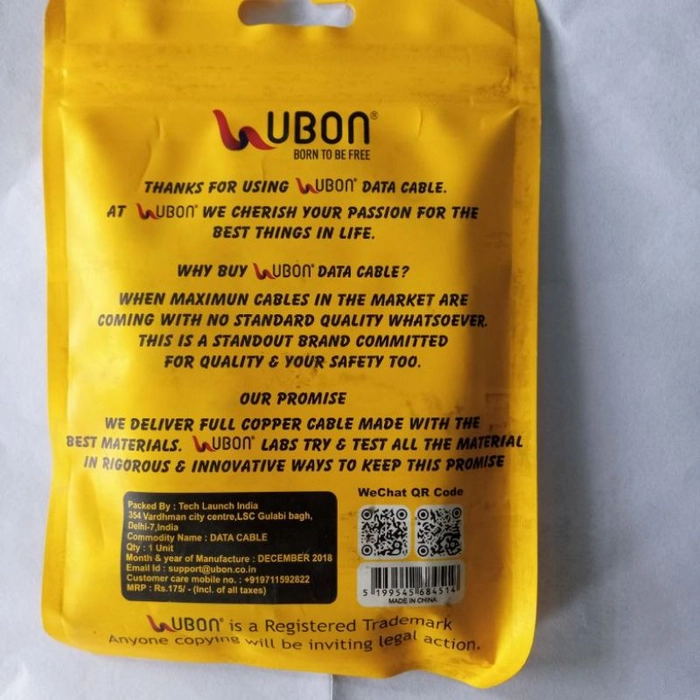 UBON®
BORN TO BE FREE
THANKS FOR USING UBON® DATA CABLE.
AT UBON® WE CHERISH YOUR PASSION FOR THE
BEST THINGS IN LIFE.
WHY BUY UBON® DATA CABLE?
WHEN MAXIMUN CABLES IN THE MARKET ARE
COMING WITH NO STANDARD QUALITY WHATSOEVER.
THIS IS A STANDOUT BRAND COMMITTED
FOR QUALITY & YOUR SAFETY TOO.
OUR PROMISE
WE DELIVER FULL COPPER CABLE MADE WITH THE
BEST MATERIALS. UBON® LABS TRY & TEST ALL THE MATERIAL
IN RIGOROUS & INNOVATIVE WAYS TO KEEP THIS PROMISE
Packed By : Tech Launch India
354 Vardhman city centre,LSC Gulabi bagh,
Delhi-7,India
Commodity Name : DATA CABLE
Qty : 1 Unit
Month & year of Manufacture : DECEMBER 2018
Email Id : support@ubon.co.in
Customer care mobile no. : +919711592822
MRP : Rs.175/ - (Incl. of all taxes)
WeChat QR Code
5 199545 684514
MADE IN CHINA
UBON® is a Registered Trademark
Anyone copying will be inviting legal action.